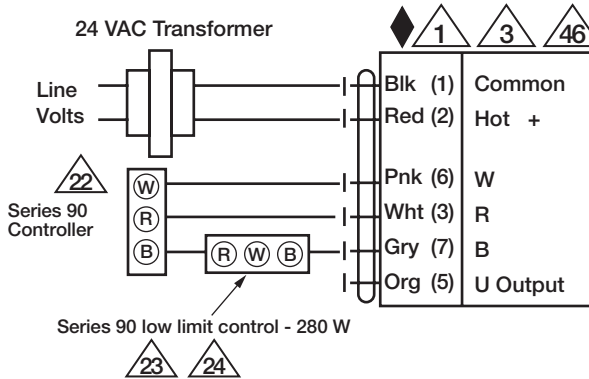 24 VAC Transformer
1 3 46
Line
Volts
Blk (1) Common
Red (2) Hot +
22
Series 90
Controller
W
R
B
R W B
Pnk (6) W
Wht (3) R
Gry (7) B
Org (5) U Output
Series 90 low limit control - 280 W
23 24